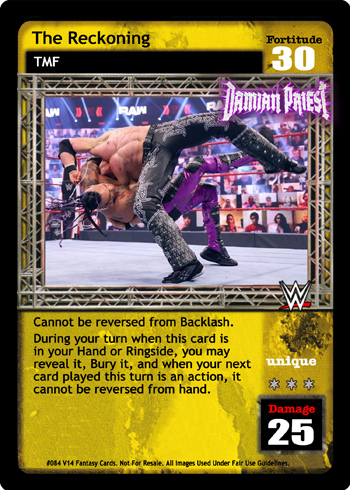 The Reckoning
Fortitude
30
TMF
DAMIAN PRIEST
RAW
RAW
W
Cannot be reversed from Backlash.
During your turn when this card is
in your Hand or Ringside, you may
reveal it, Bury it, and when your next
card played this turn is an action, it
cannot be reversed from hand.
unique
Damage
25
#084 V14 Fantasy Cards. Not For Resale. All Images Used Under Fair Use Guidelines.